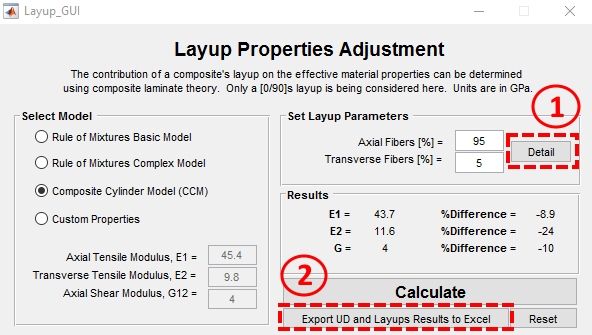 Layup_GUI
Layup Properties Adjustment
The contribution of a composite's layup on the effective material properties can be determined
using composite laminate theory.  Only a [0/90]s layup is being considered here.  Units are in GPa.
Select Model
Rule of Mixtures Basic Model
Rule of Mixtures Complex Model
Composite Cylinder Model (CCM)
Custom Properties
Axial Tensile Modulus, E1 = 45.4
Transverse Tensile Modulus, E2 = 9.8
Axial Shear Modulus, G12 = 4
Set Layup Parameters
1
Axial Fibers [%] = 95
Transverse Fibers [%] = 5
Detail
Results
E1 = 43.7 %Difference = -8.9
E2 = 11.6 %Difference = -24
G = 4 %Difference = -10
2
Calculate
Export UD and Layups Results to Excel
Reset